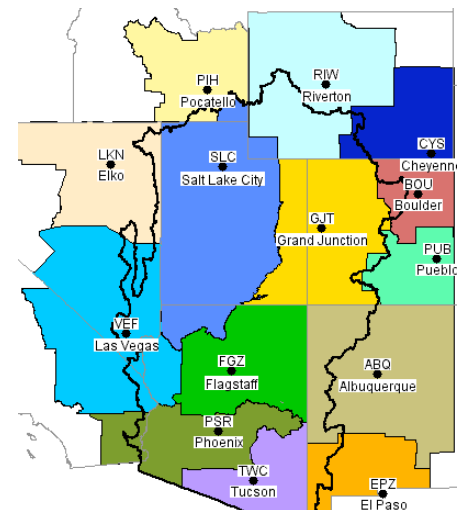 PIH
Pocatello
RIW
Riverton
CYS
Cheyenne
LKN
Elko
SLC
Salt Lake City
BOU
Boulder
GJT
Grand Junction
PUB
Pueblo
VEF
Las Vegas
FGZ
Flagstaff
ABQ
Albuquerque
PSR
Phoenix
TWC
Tucson
EPZ
El Paso